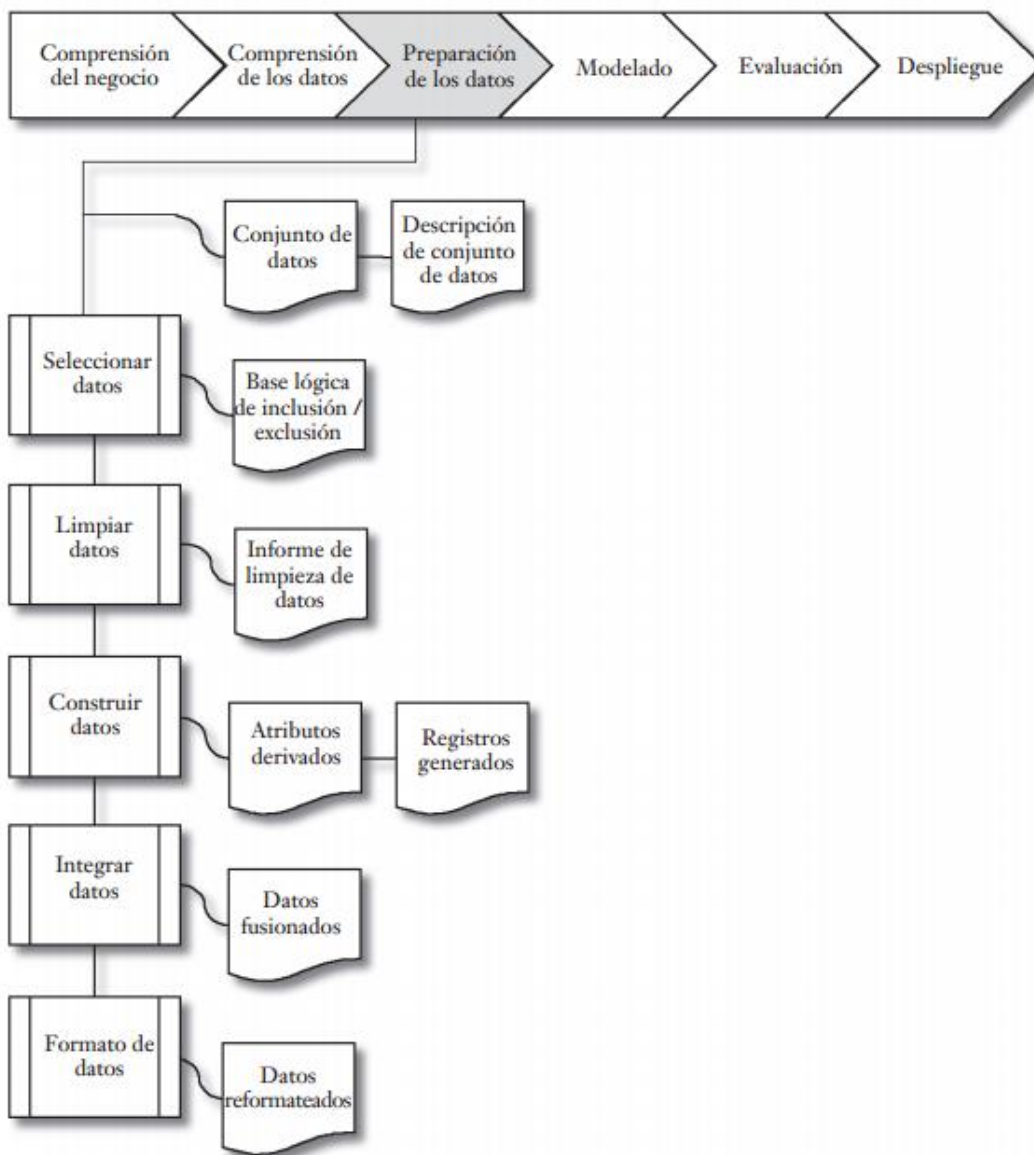 Comprensión
del negocio
Comprensión
de los datos
Preparación
de los datos
Modelado
Evaluación
Despliegue
Conjunto de
datos
Descripción
de conjunto
de datos
Seleccionar
datos
Base lógica
de inclusión /
exclusión
Limpiar
datos
Informe de
limpieza de
datos
Construir
datos
Atributos
derivados
Registros
generados
Integrar
datos
Datos
fusionados
Formato de
datos
Datos
reformateados